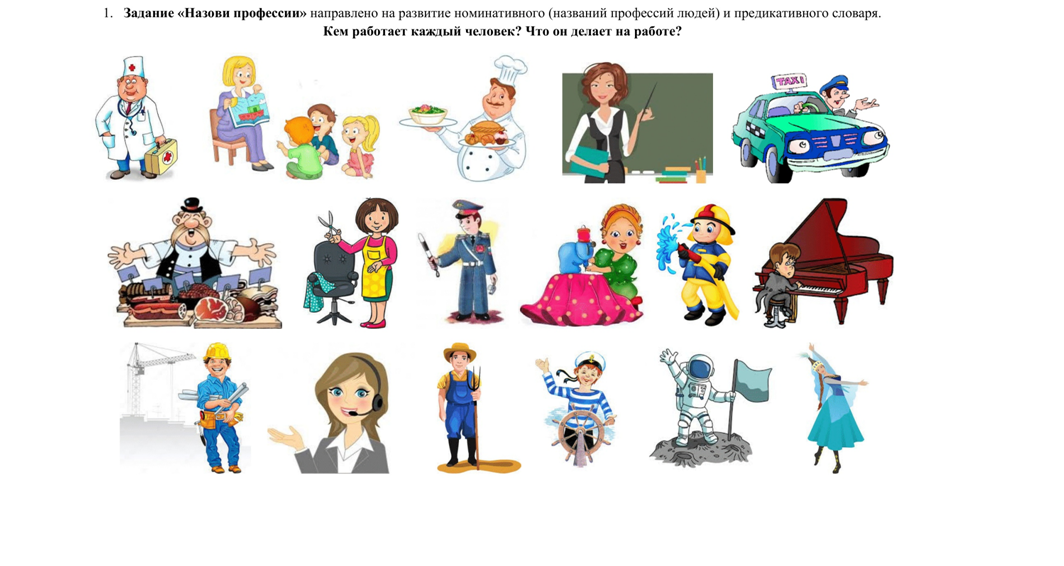 1. Задание «Назови профессии» направлено на развитие номинативного (названий профессий людей) и предикативного словаря.
Кем работает каждый человек? Что он делает на работе?
TAXI